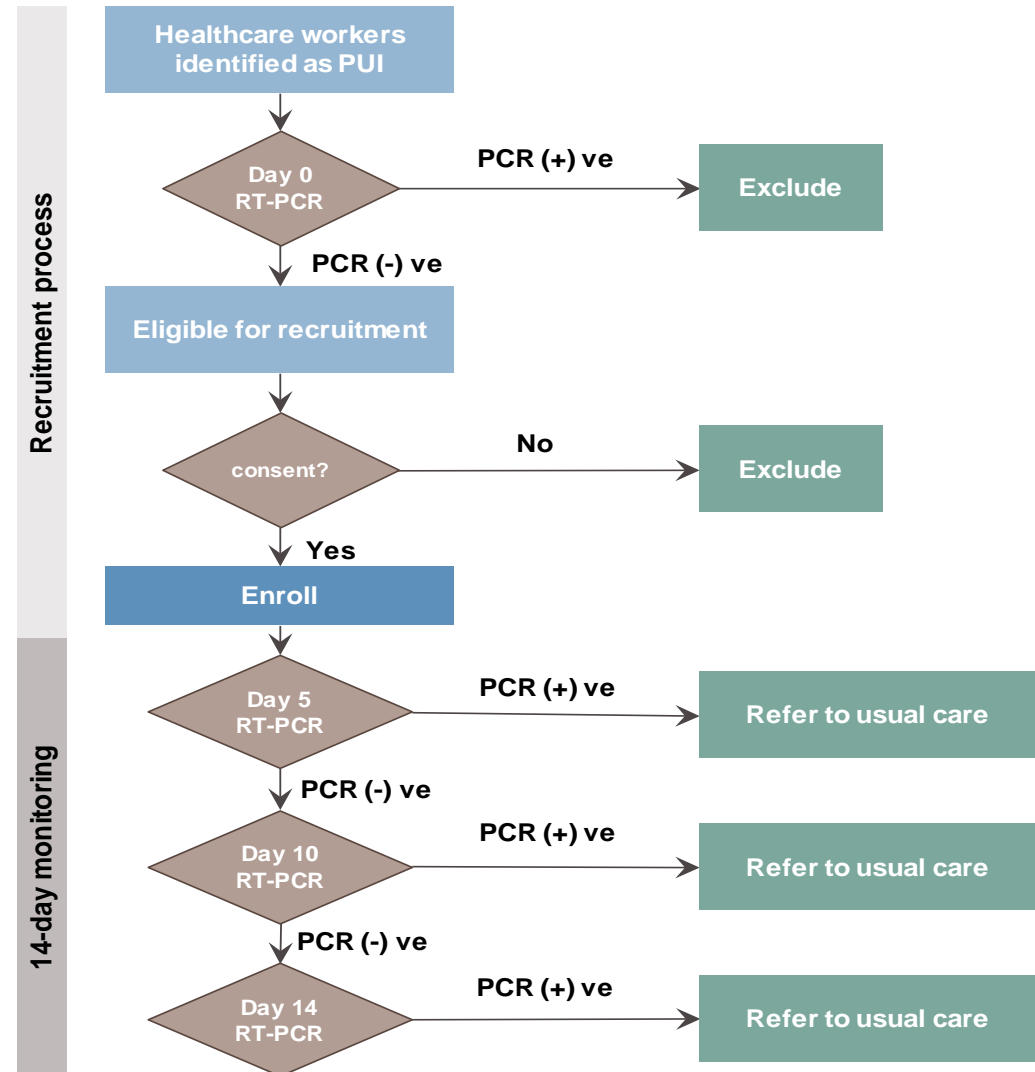 Healthcare workers
identified as PUI
Day 0
RT-PCR
PCR (+) ve
Exclude
PCR (-) ve
Eligible for recruitment
consent?
No
Exclude
Yes
Enroll
Recruitment process
Day 5
RT-PCR
PCR (+) ve
Refer to usual care
PCR (-) ve
Day 10
RT-PCR
PCR (+) ve
Refer to usual care
PCR (-) ve
Day 14
RT-PCR
PCR (+) ve
Refer to usual care
14-day monitoring